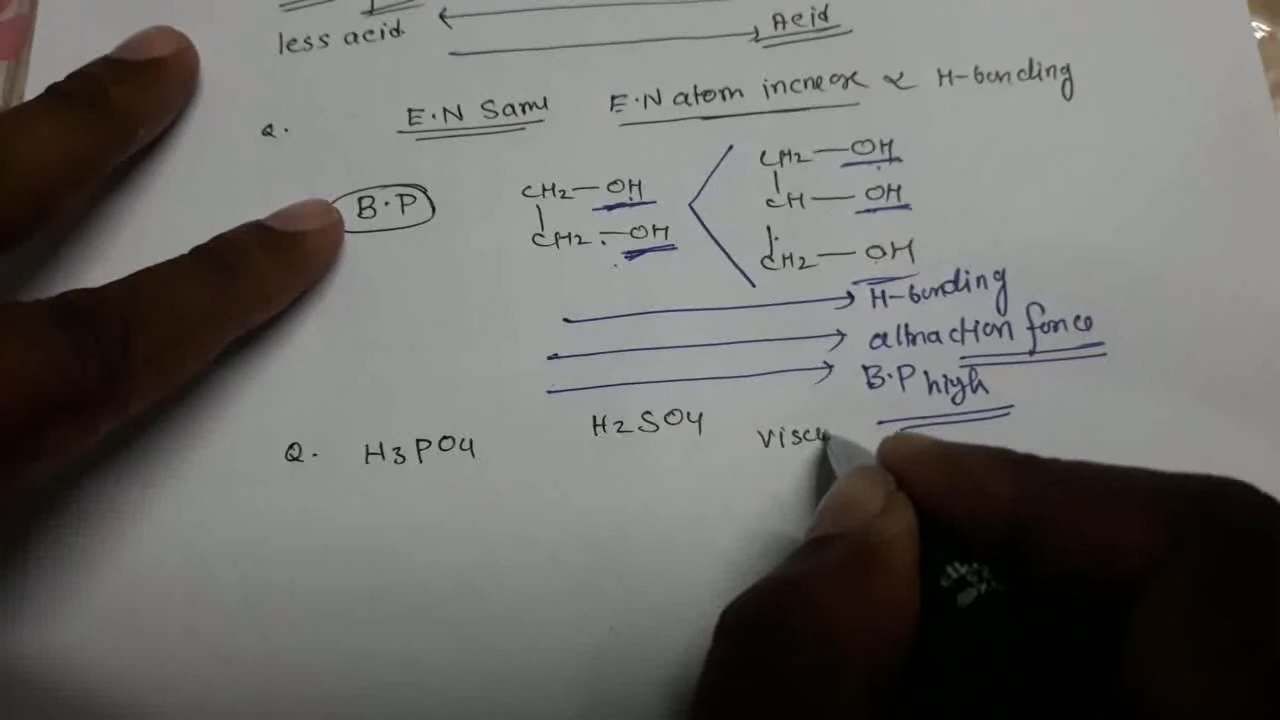 less acid
Acid
Q. E.N Same E.N atom increase ∝ H-bonding
B.P
CH2-OH
CH2-OH
<
CH2-OH
CH-OH
CH2-OH
H-bonding
attraction force
B.P high
Q. H3PO4 H2SO4 Visc